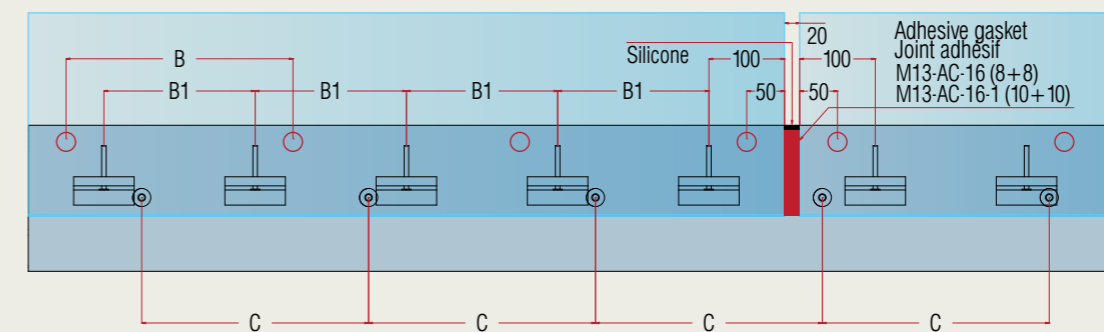 20
Adhesive gasket
Joint adhésif
M13-AC-16 (8+8)
M13-AC-16-1 (10+10)
Silicone
100
100
B
B1
B1
B1
B1
50
50
C
C
C
C